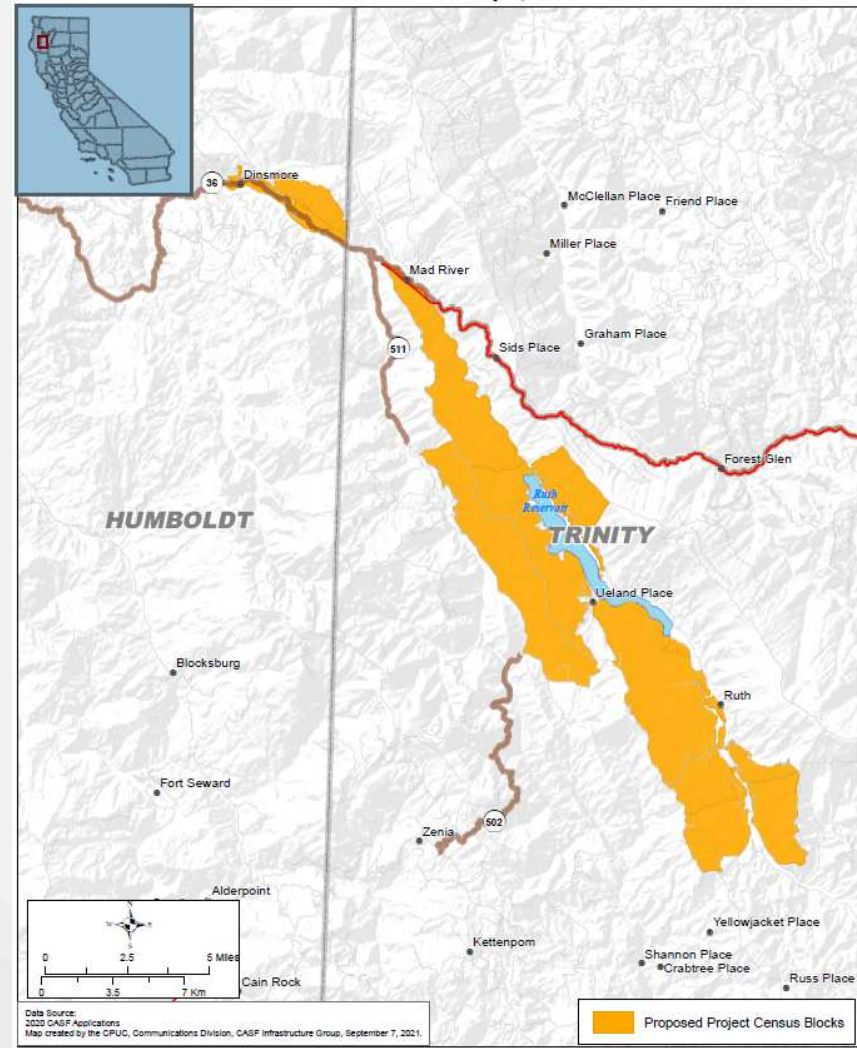 36
Dinsmore
McClellan Place
Friend Place
Miller Place
Mad River
511
Sids Place
Graham Place
Forest Glen
Ruth
Reservoir
HUMBOLDT
TRINITY
Ueland Place
Blocksburg
Ruth
Fort Seward
502
Zenia
Alderpoint
Yellowjacket Place
Kettenpom
Shannon Place
Crabtree Place
Russ Place
Cain Rock
N
W E
S
0 2.5 5 Miles
0 3.5 7 Km
Data Source:
2020 CASF Applications
Map created by the CPUC, Communications Division, CASF Infrastructure Group, September 7, 2021.
Proposed Project Census Blocks